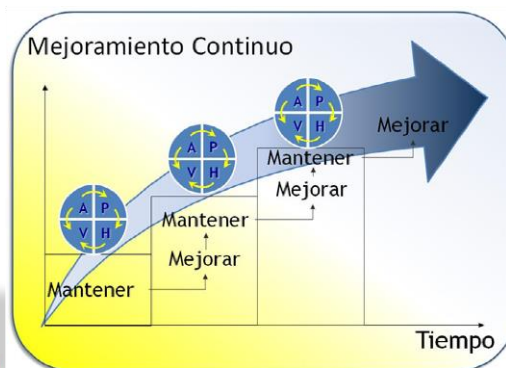 Mejoramiento Continuo
A P
V H
Mejorar
A P
V H
Mantener
Mejorar
A P
V H
Mantener
Mejorar
Mantener
Tiempo